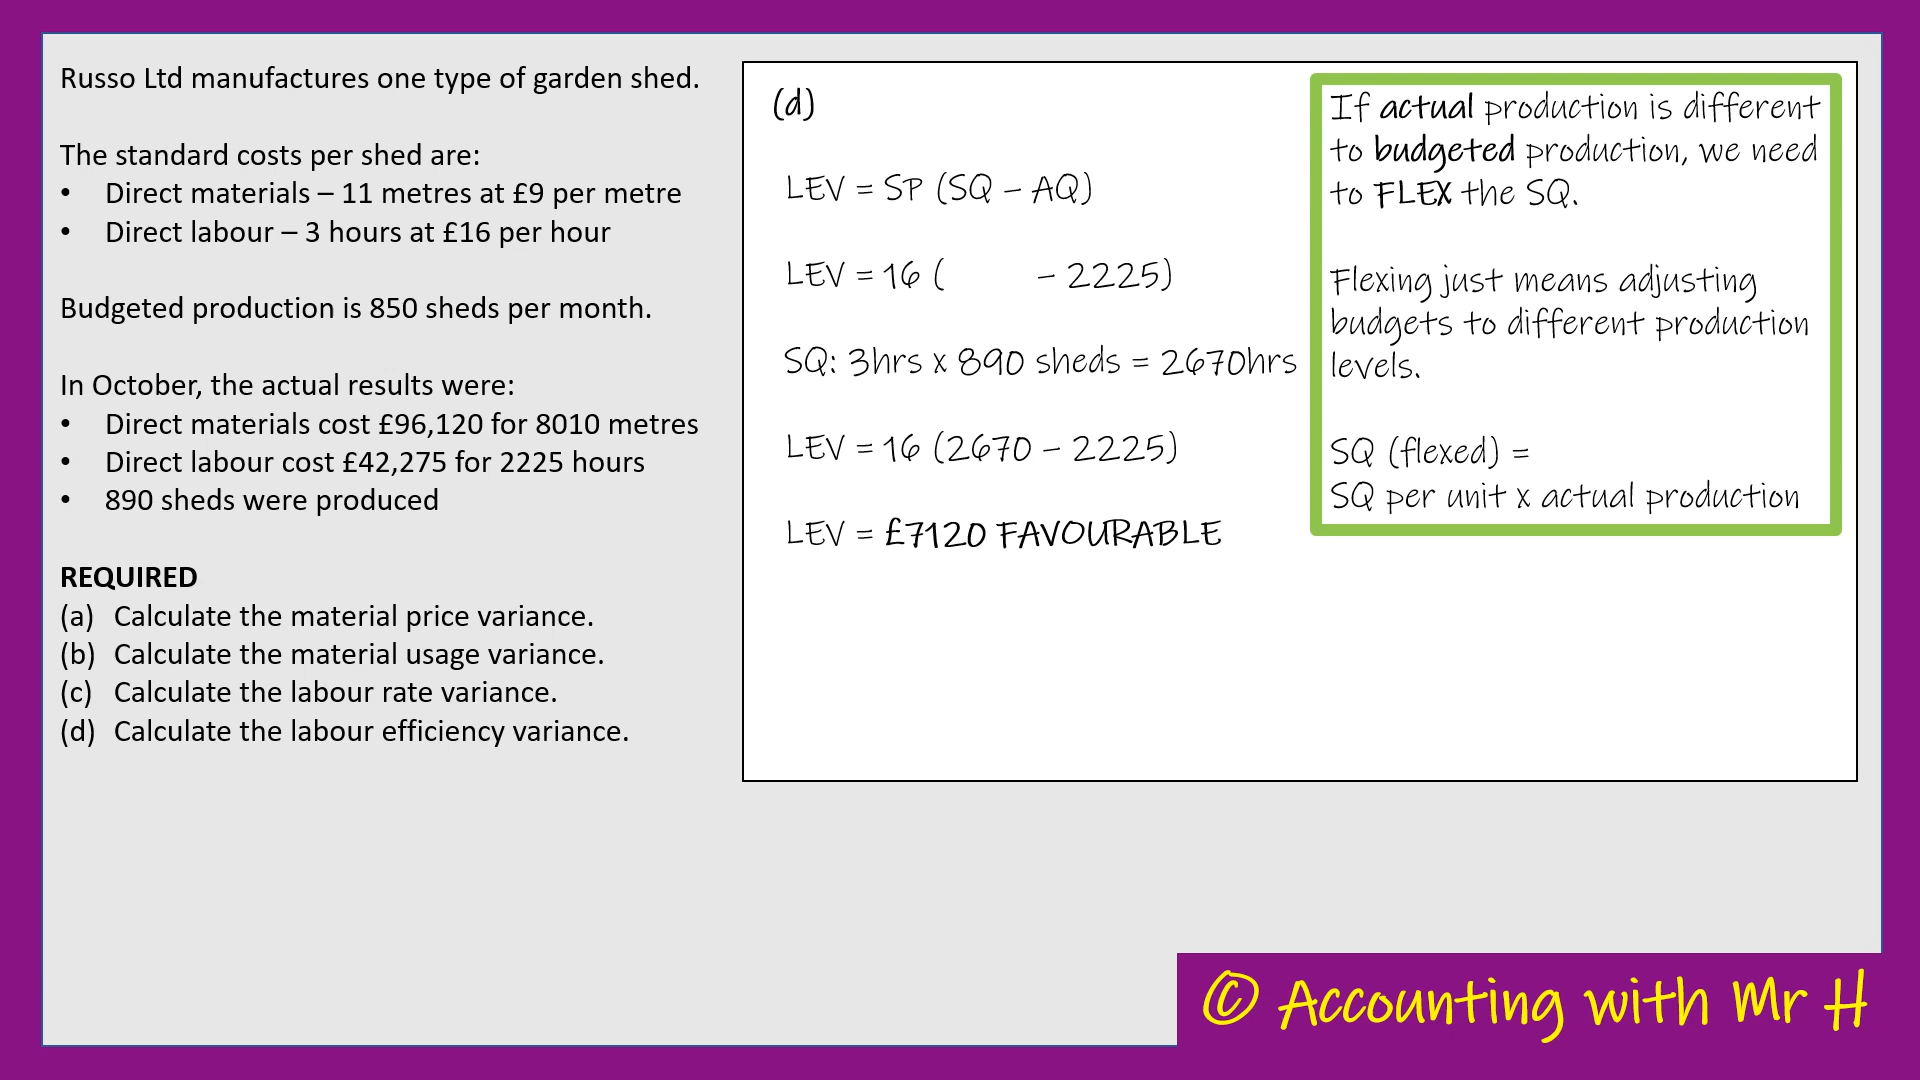 Russo Ltd manufactures one type of garden shed.
The standard costs per shed are:
• Direct materials – 11 metres at £9 per metre
• Direct labour – 3 hours at £16 per hour
Budgeted production is 850 sheds per month.
In October, the actual results were:
• Direct materials cost £96,120 for 8010 metres
• Direct labour cost £42,275 for 2225 hours
• 890 sheds were produced
REQUIRED
(a) Calculate the material price variance.
(b) Calculate the material usage variance.
(c) Calculate the labour rate variance.
(d) Calculate the labour efficiency variance.
(d)
LEV = SP (SQ – AQ)
LEV = 16 ( – 2225)
SQ: 3hrs x 890 sheds = 2670hrs
LEV = 16 (2670 – 2225)
LEV = £7120 FAVOURABLE
If actual production is different
to budgeted production, we need
to FLEX the SQ.
Flexing just means adjusting
budgets to different production
levels.
SQ (flexed) =
SQ per unit x actual production
© Accounting with Mr H